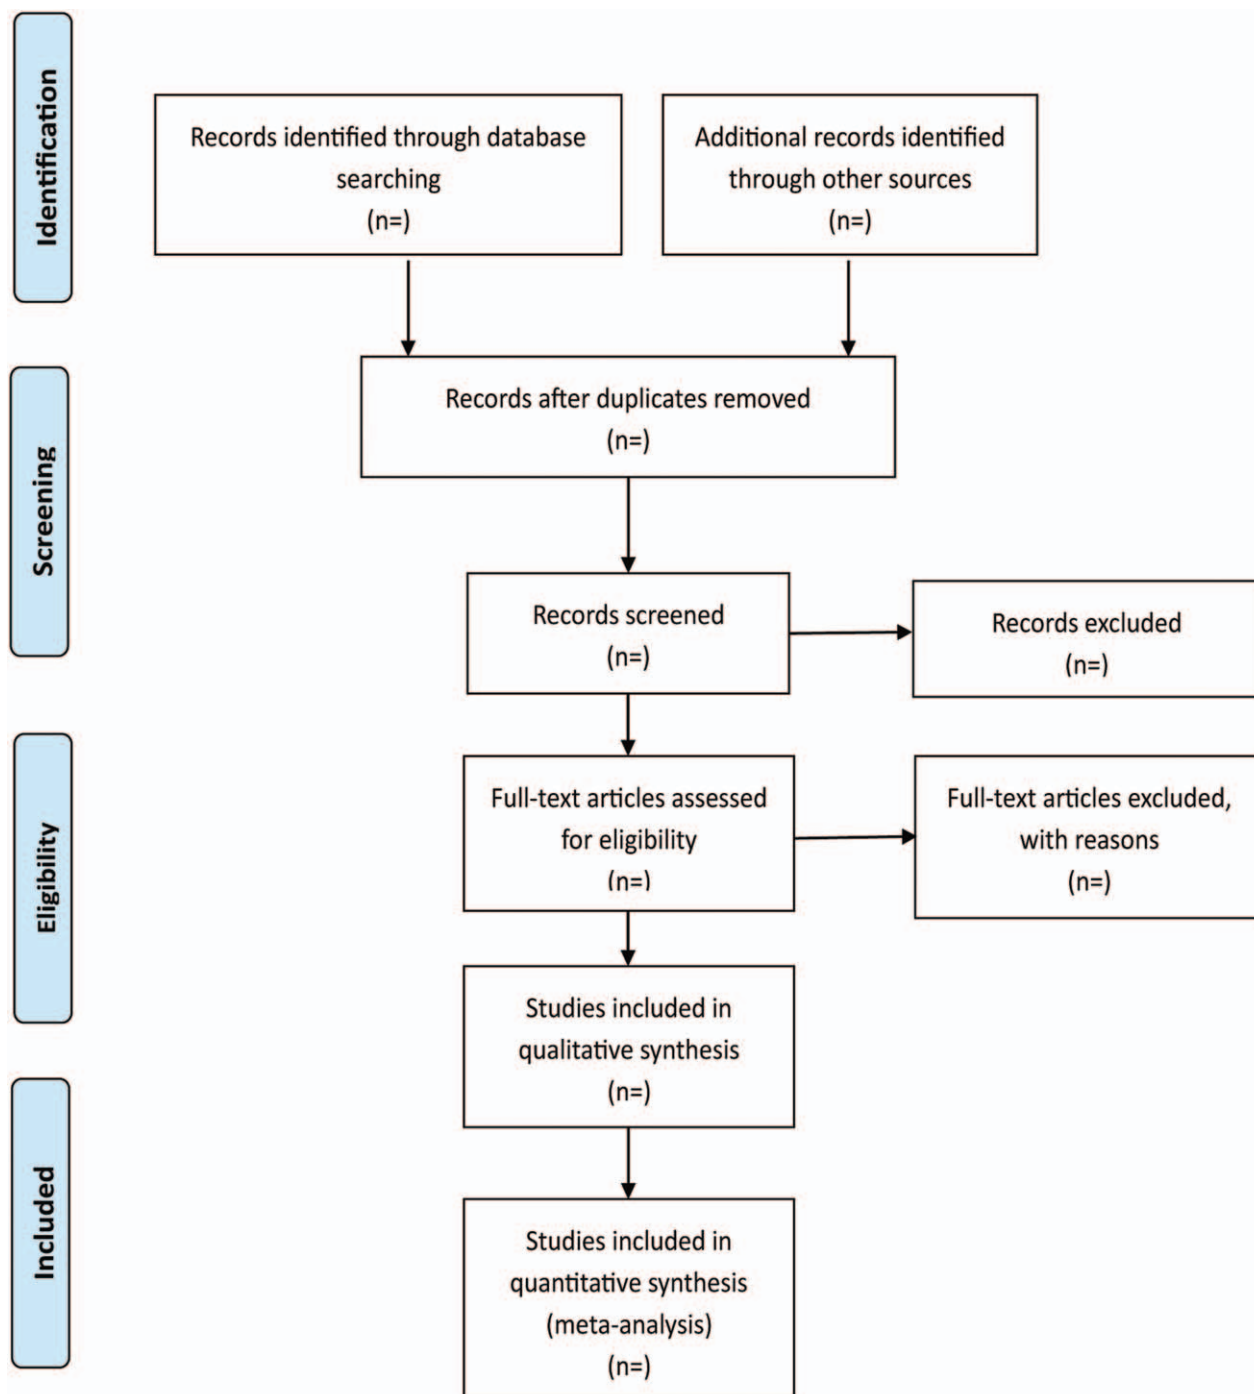 Identification
Records identified through database
searching
(n=)
Additional records identified
through other sources
(n=)
Screening
Records after duplicates removed
(n=)
Records screened
(n=)
Records excluded
(n=)
Eligibility
Full-text articles assessed
for eligibility
(n=)
Full-text articles excluded,
with reasons
(n=)
Studies included in
qualitative synthesis
(n=)
Included
Studies included in
quantitative synthesis
(meta-analysis)
(n=)